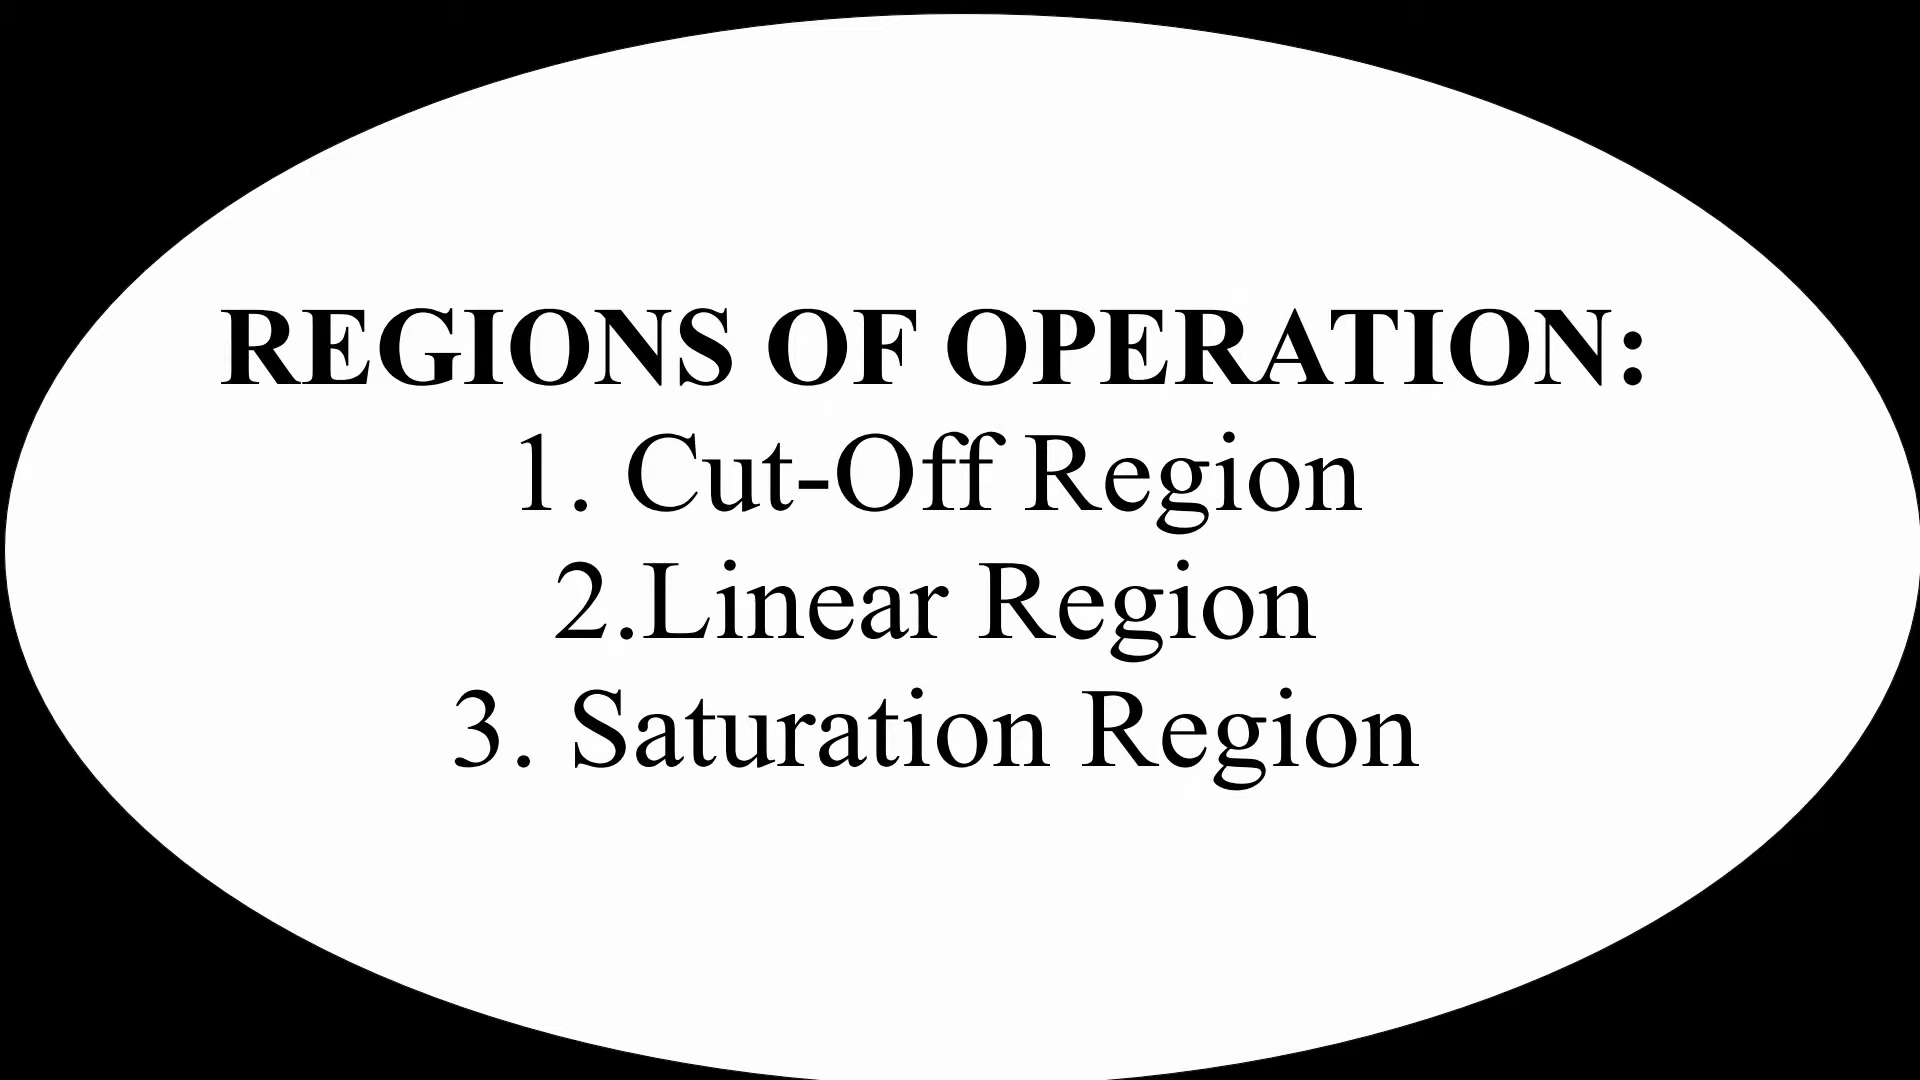 REGIONS OF OPERATION:
1. Cut-Off Region
2.Linear Region
3. Saturation Region